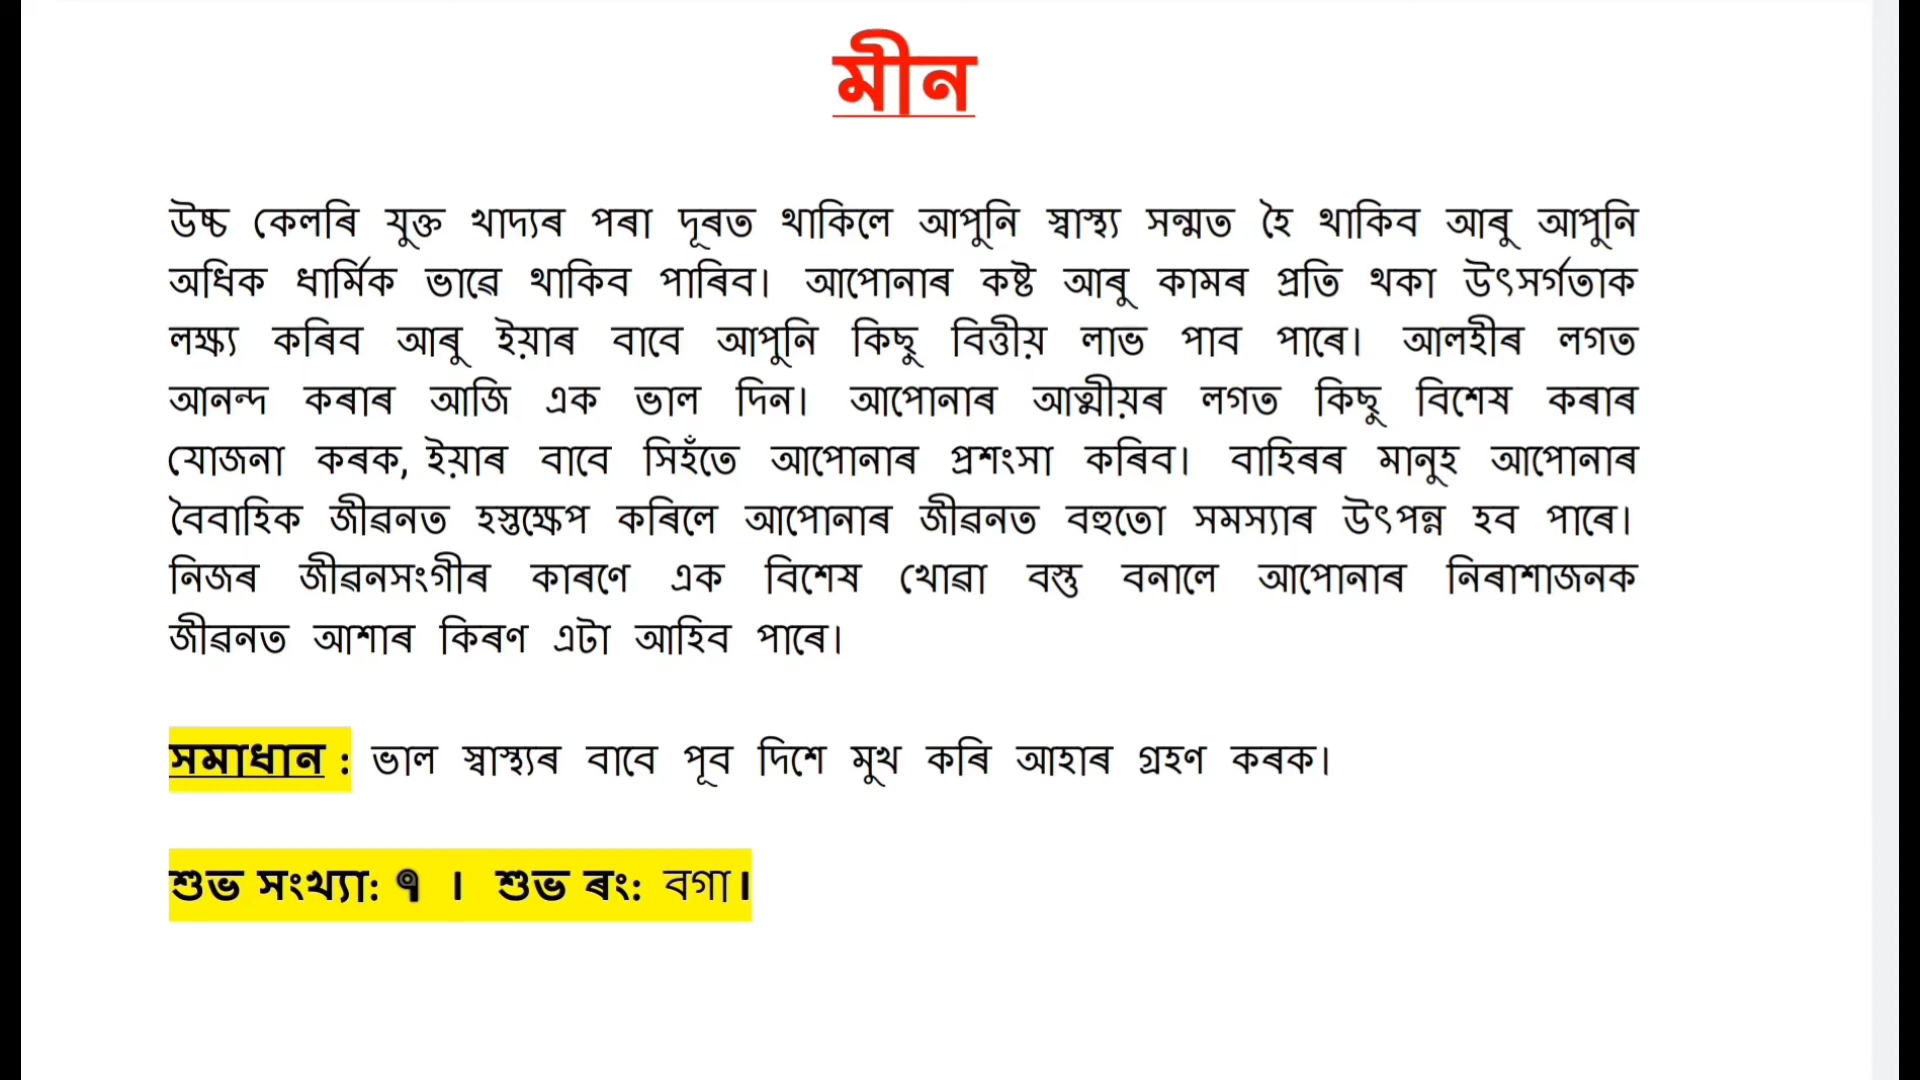 মীন
উচ্চ কেলৰি যুক্ত খাদ্যৰ পৰা দূৰত থাকিলে আপুনি স্বাস্থ্য সন্মত হৈ থাকিব আৰু আপুনি
অধিক ধাৰ্মিক ভাৱে থাকিব পাৰিব। আপোনাৰ কষ্ট আৰু কামৰ প্ৰতি থকা উৎসৰ্গতাক
লক্ষ্য কৰিব আৰু ইয়াৰ বাবে আপুনি কিছু বিত্তীয় লাভ পাব পাৰে। আলহীৰ লগত
আনন্দ কৰাৰ আজি এক ভাল দিন। আপোনাৰ আত্মীয়ৰ লগত কিছু বিশেষ কৰাৰ
যোজনা কৰক, ইয়াৰ বাবে সিহঁতে আপোনাৰ প্ৰশংসা কৰিব। বাহিৰৰ মানুহ আপোনাৰ
বৈবাহিক জীৱনত হস্তক্ষেপ কৰিলে আপোনাৰ জীৱনত বহুতো সমস্যাৰ উৎপন্ন হব পাৰে।
নিজৰ জীৱনসংগীৰ কাৰণে এক বিশেষ খোৱা বস্তু বনালে আপোনাৰ নিৰাশাজনক
জীৱনত আশাৰ কিৰণ এটা আহিব পাৰে।
সমাধান : ভাল স্বাস্থ্যৰ বাবে পূব দিশে মুখ কৰি আহাৰ গ্ৰহণ কৰক।
শুভ সংখ্যা: ৭ । শুভ ৰং: বগা।